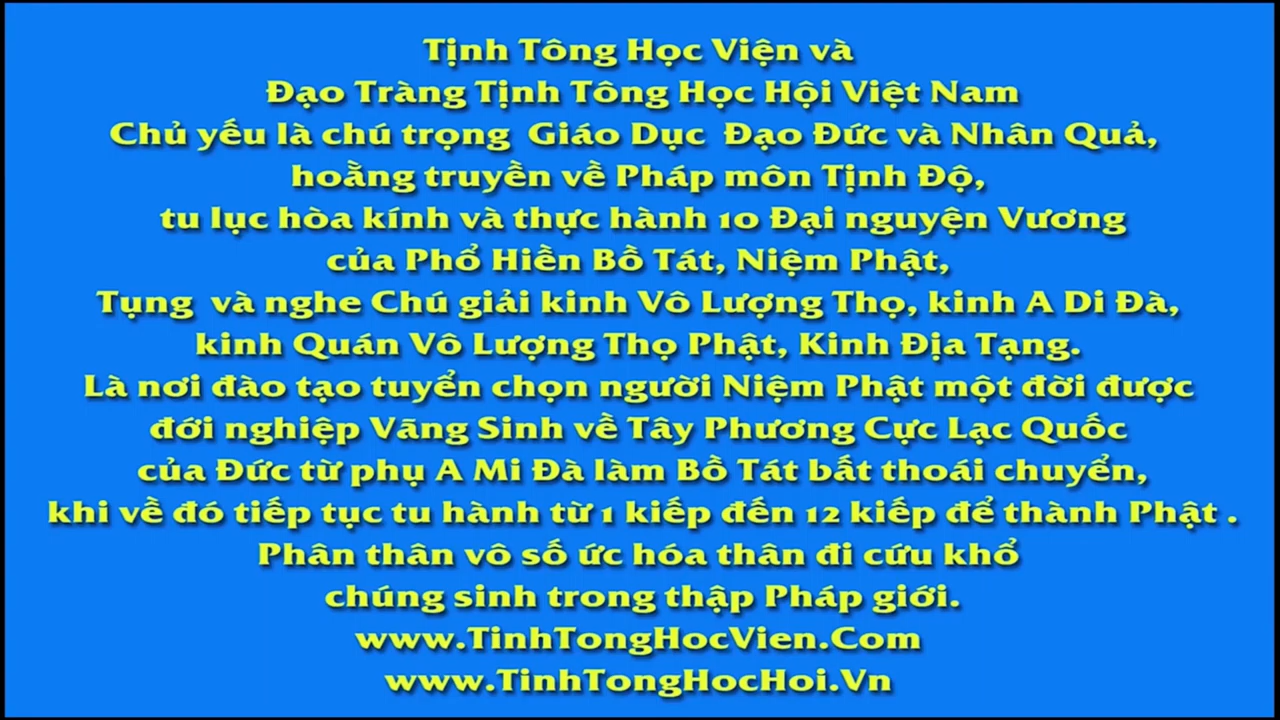 Tịnh Tông Học Viện và
Đạo Tràng Tịnh Tông Học Hội Việt Nam
Chủ yếu là chú trọng Giáo Dục Đạo Đức và Nhân Quả,
hoằng truyền về Pháp môn Tịnh Độ,
tu lục hòa kính và thực hành 10 Đại nguyện Vương
của Phổ Hiền Bồ Tát, Niệm Phật,
Tụng và nghe Chú giải kinh Vô Lượng Thọ, kinh A Di Đà,
kinh Quán Vô Lượng Thọ Phật, Kinh Địa Tạng.
Là nơi đào tạo tuyển chọn người Niệm Phật một đời được
đới nghiệp Vãng Sinh về Tây Phương Cực Lạc Quốc
của Đức từ phụ A Mi Đà làm Bồ Tát bất thoái chuyển,
khi về đó tiếp tục tu hành từ 1 kiếp đến 12 kiếp để thành Phật .
Phân thân vô số ức hóa thân đi cứu khổ
chúng sinh trong thập Pháp giới.
www.TinhTongHocVien.Com
www.TinhTongHocHoi.Vn